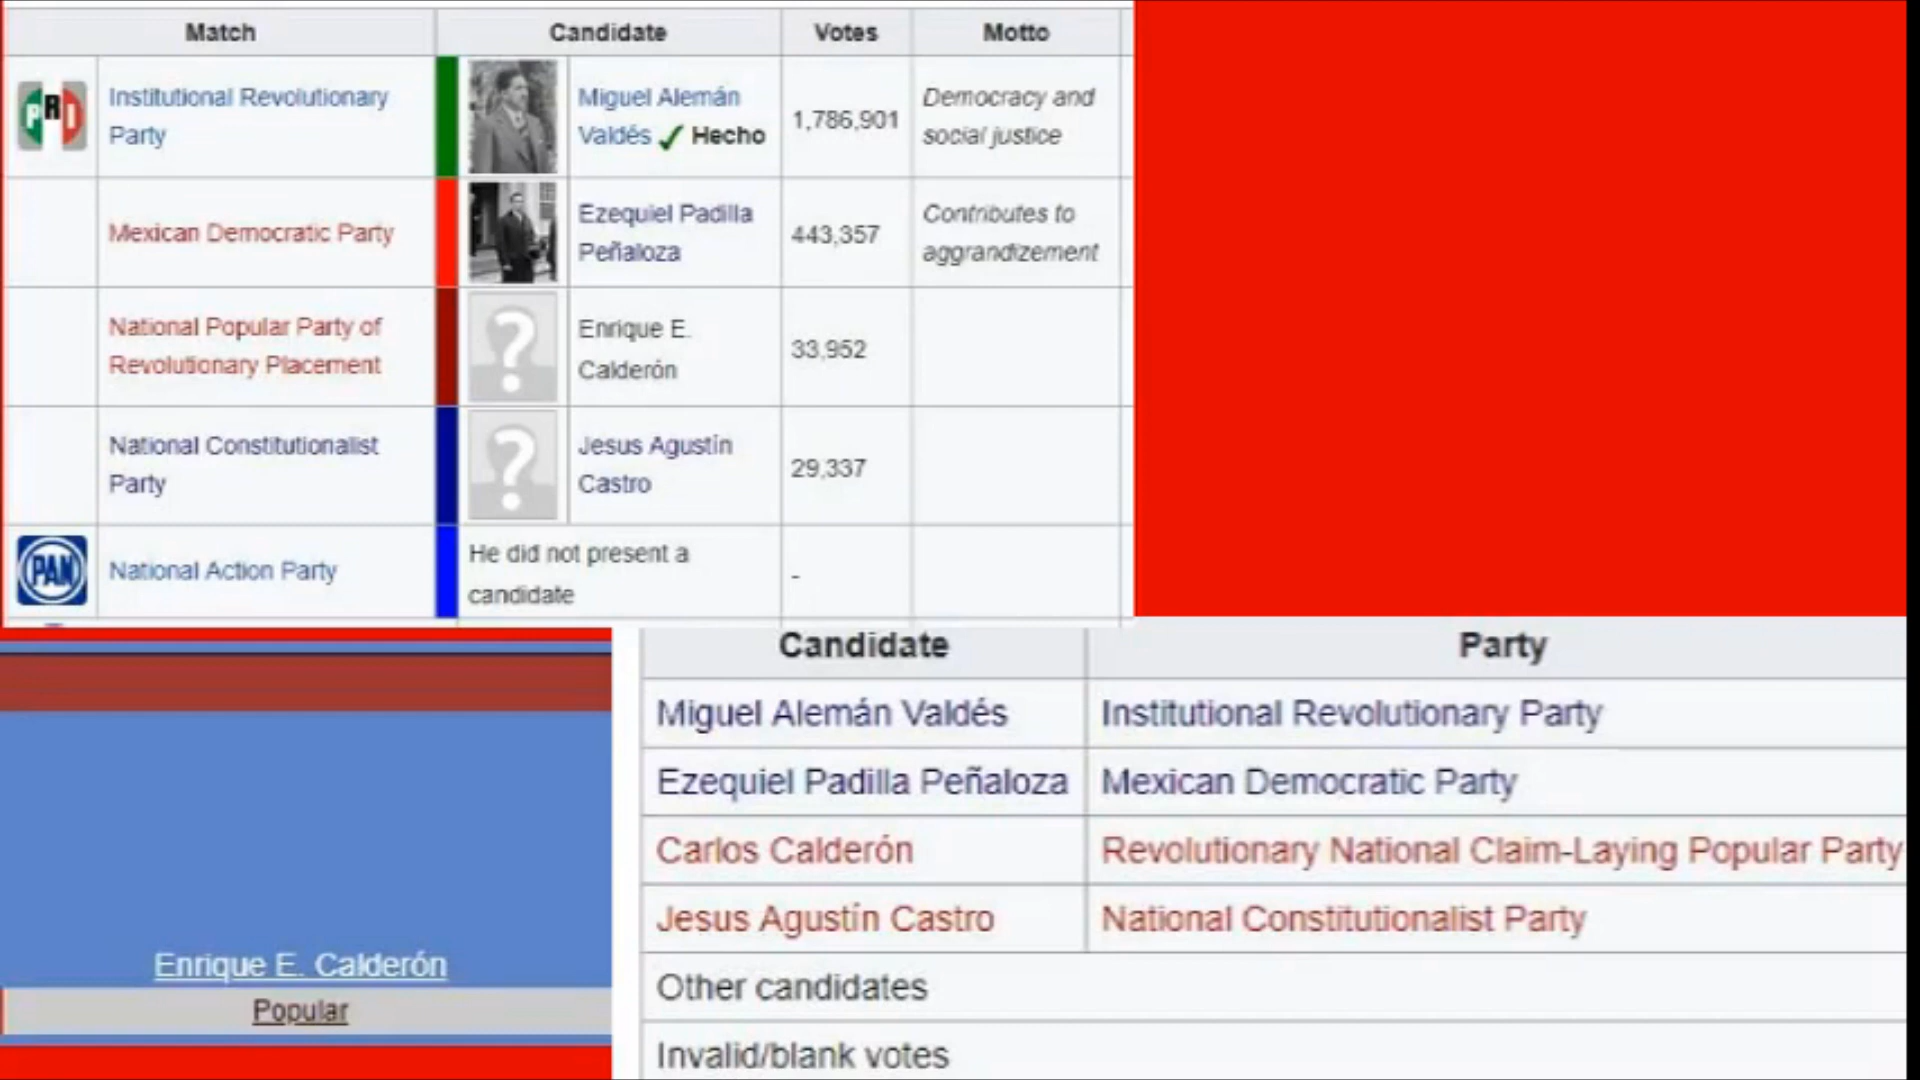 Match Candidate Votes Motto
PRI
Institutional Revolutionary
Party
Miguel Alemán
Valdés ✓ Hecho
1,786,901
Democracy and
social justice
Mexican Democratic Party
Ezequiel Padilla
Peñaloza
443,357
Contributes to
aggrandizement
National Popular Party of
Revolutionary Placement
?
Enrique E.
Calderón
33,952
National Constitutionalist
Party
?
Jesus Agustín
Castro
29,337
PAN
National Action Party
He did not present a
candidate
-
Enrique E. Calderón
Popular
Candidate Party
Miguel Alemán Valdés Institutional Revolutionary Party
Ezequiel Padilla Peñaloza Mexican Democratic Party
Carlos Calderón Revolutionary National Claim-Laying Popular Party
Jesus Agustín Castro National Constitutionalist Party
Other candidates
Invalid/blank votes